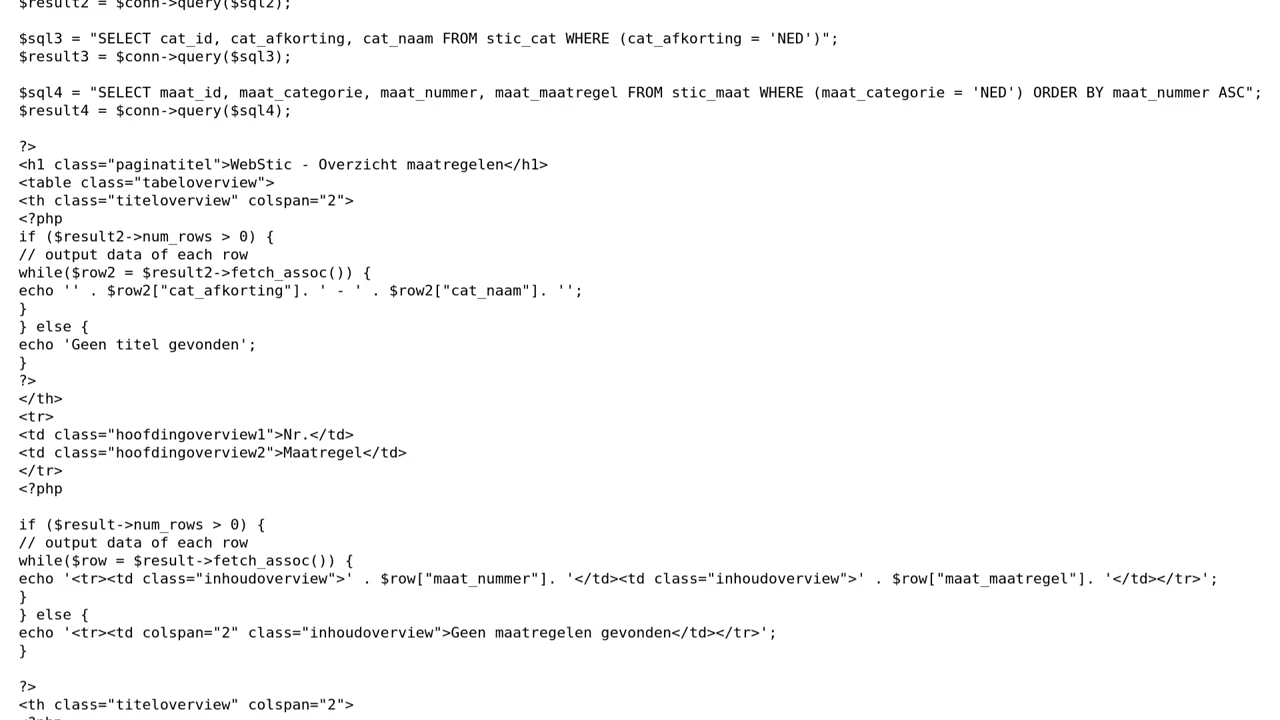 $result2 = $conn->query($sql2);
$sql3 = "SELECT cat_id, cat_afkorting, cat_naam FROM stic_cat WHERE (cat_afkorting = 'NED')";
$result3 = $conn->query($sql3);
$sql4 = "SELECT maat_id, maat_categorie, maat_nummer, maat_maatregel FROM stic_maat WHERE (maat_categorie = 'NED') ORDER BY maat_nummer ASC";
$result4 = $conn->query($sql4);
?>
<h1 class="paginatitel">WebStic - Overzicht maatregelen</h1>
<table class="tabeloverview">
<th class="titeloverview" colspan="2">
<?php
if ($result2->num_rows > 0) {
// output data of each row
while($row2 = $result2->fetch_assoc()) {
echo '' . $row2["cat_afkorting"]. ' - ' . $row2["cat_naam"]. '';
}
} else {
echo 'Geen titel gevonden';
}
?>
</th>
<tr>
<td class="hoofdingoverview1">Nr.</td>
<td class="hoofdingoverview2">Maatregel</td>
</tr>
<?php
if ($result->num_rows > 0) {
// output data of each row
while($row = $result->fetch_assoc()) {
echo '<tr><td class="inhoudoverview">' . $row["maat_nummer"]. '</td><td class="inhoudoverview">' . $row["maat_maatregel"]. '</td></tr>';
}
} else {
echo '<tr><td colspan="2" class="inhoudoverview">Geen maatregelen gevonden</td></tr>';
}
?>
<th class="titeloverview" colspan="2">
<?php